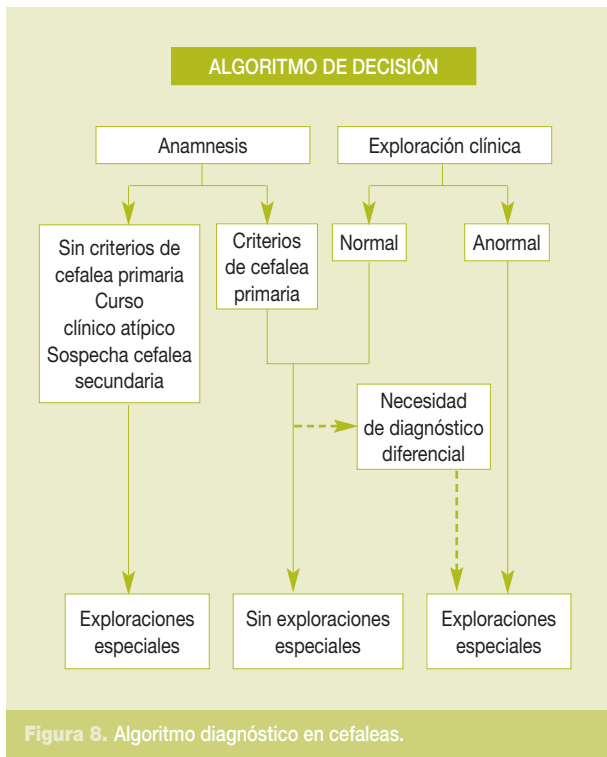 ALGORITMO DE DECISIÓN
Anamnesis
Exploración clínica
Sin criterios de
cefalea primaria
Curso
clínico atípico
Sospecha cefalea
secundaria
Criterios
de cefalea
primaria
Normal
Anormal
Necesidad
de diagnóstico
diferencial
Exploraciones
especiales
Sin exploraciones
especiales
Exploraciones
especiales
Figura 8. Algoritmo diagnóstico en cefaleas.